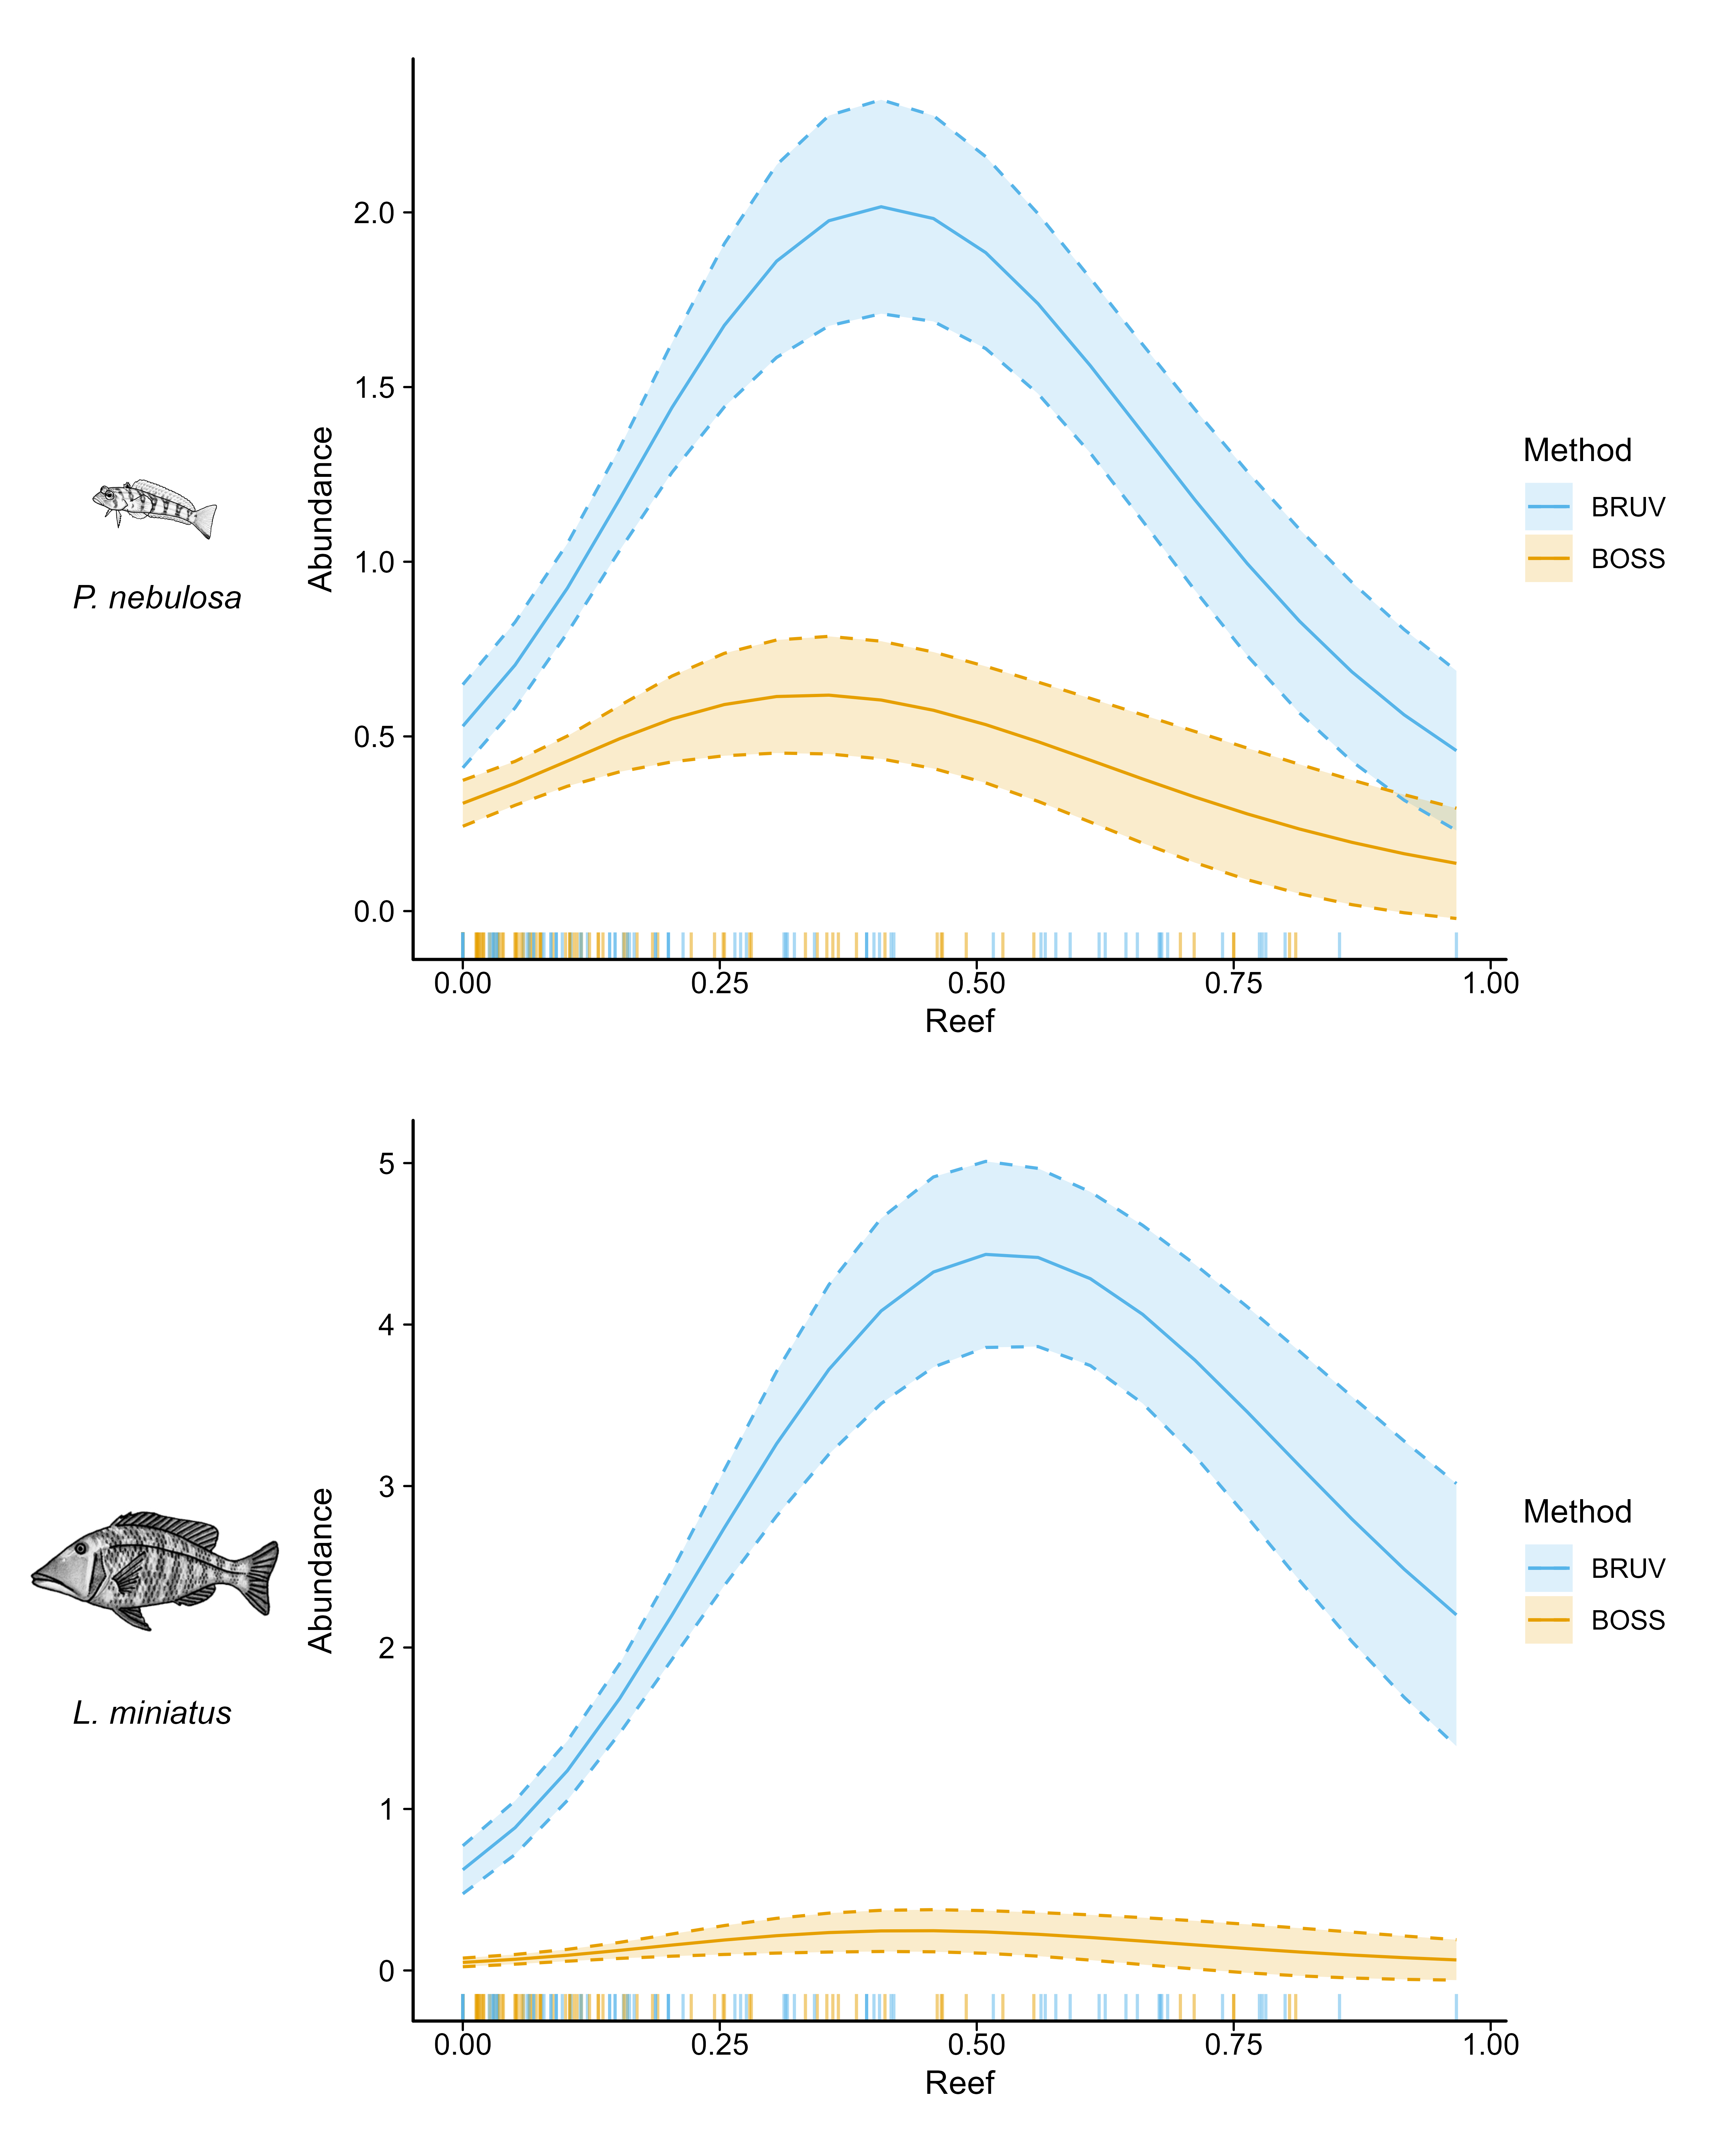 2.0
1.5
1.0
0.5
0.0
Abundance
P. nebulosa
Method
BRUV
BOSS
0.00 0.25 0.50 0.75 1.00
Reef
5
4
3
2
1
0
Abundance
L. miniatus
Method
BRUV
BOSS
0.00 0.25 0.50 0.75 1.00
Reef